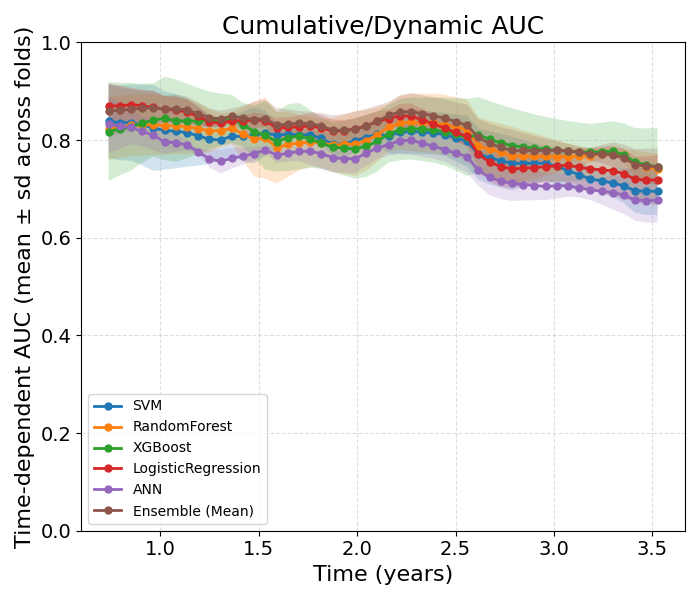 Cumulative/Dynamic AUC
Time-dependent AUC (mean ± sd across folds)
1.0
0.8
0.6
0.4
0.2
0.0
SVM
RandomForest
XGBoost
LogisticRegression
ANN
Ensemble (Mean)
1.0 1.5 2.0 2.5 3.0 3.5
Time (years)